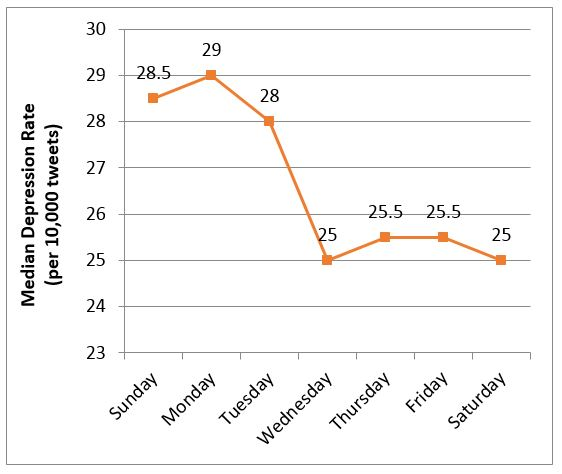 30
29
28
27
26
25
24
23
Median Depression Rate
(per 10,000 tweets)
28.5
29
28
25
25.5
25.5
25
Sunday
Monday
Tuesday
Wednesday
Thursday
Friday
Saturday